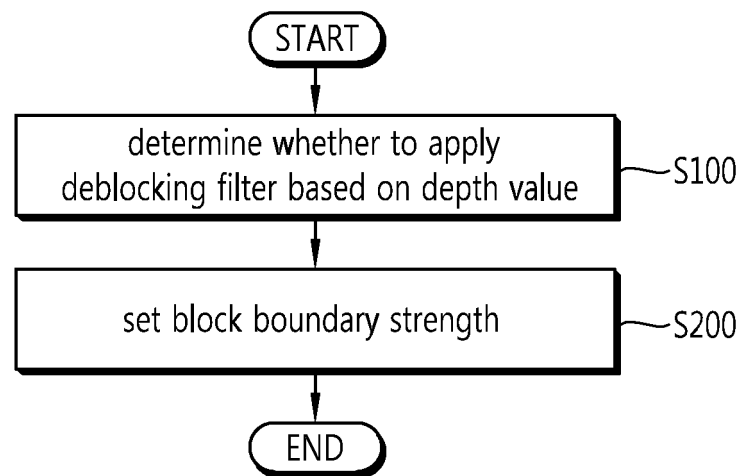 START
determine whether to apply
deblocking filter based on depth value
S100
set block boundary strength
S200
END